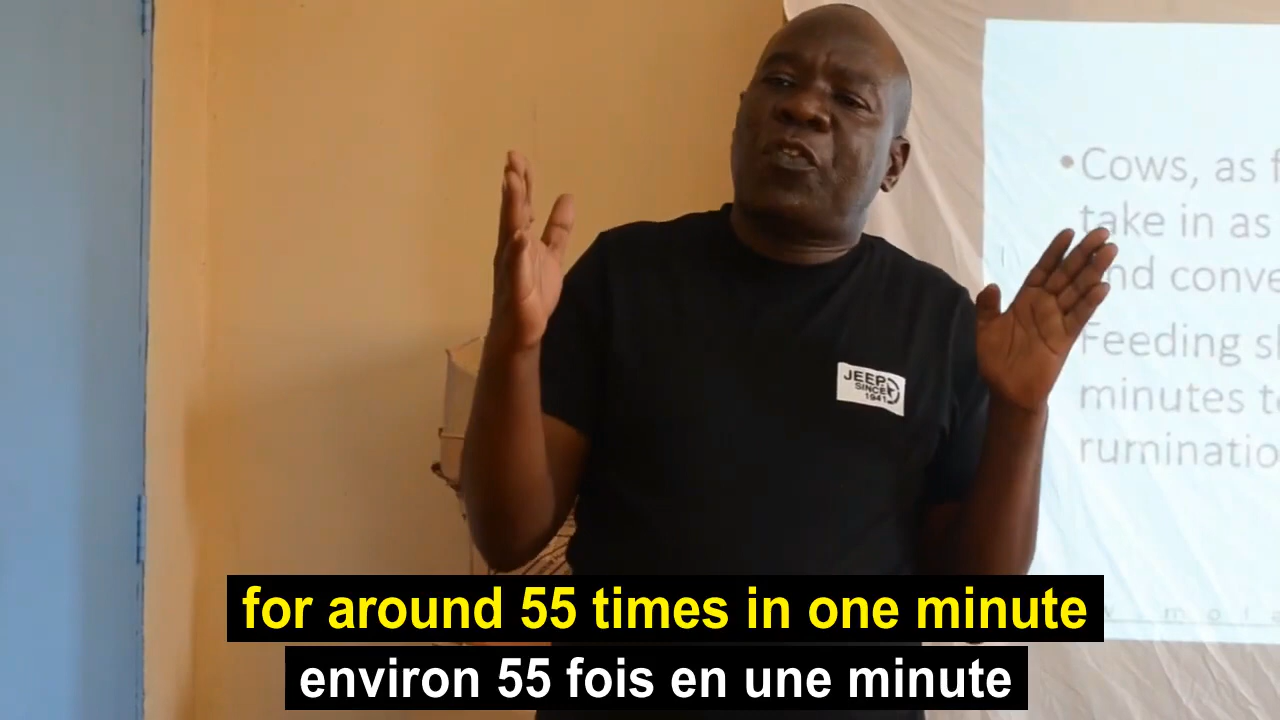 •Cows, as f
take in as
and conve
Feeding s
minutes t
ruminatio
JEEP
SINCE
1941
for around 55 times in one minute
environ 55 fois en une minute